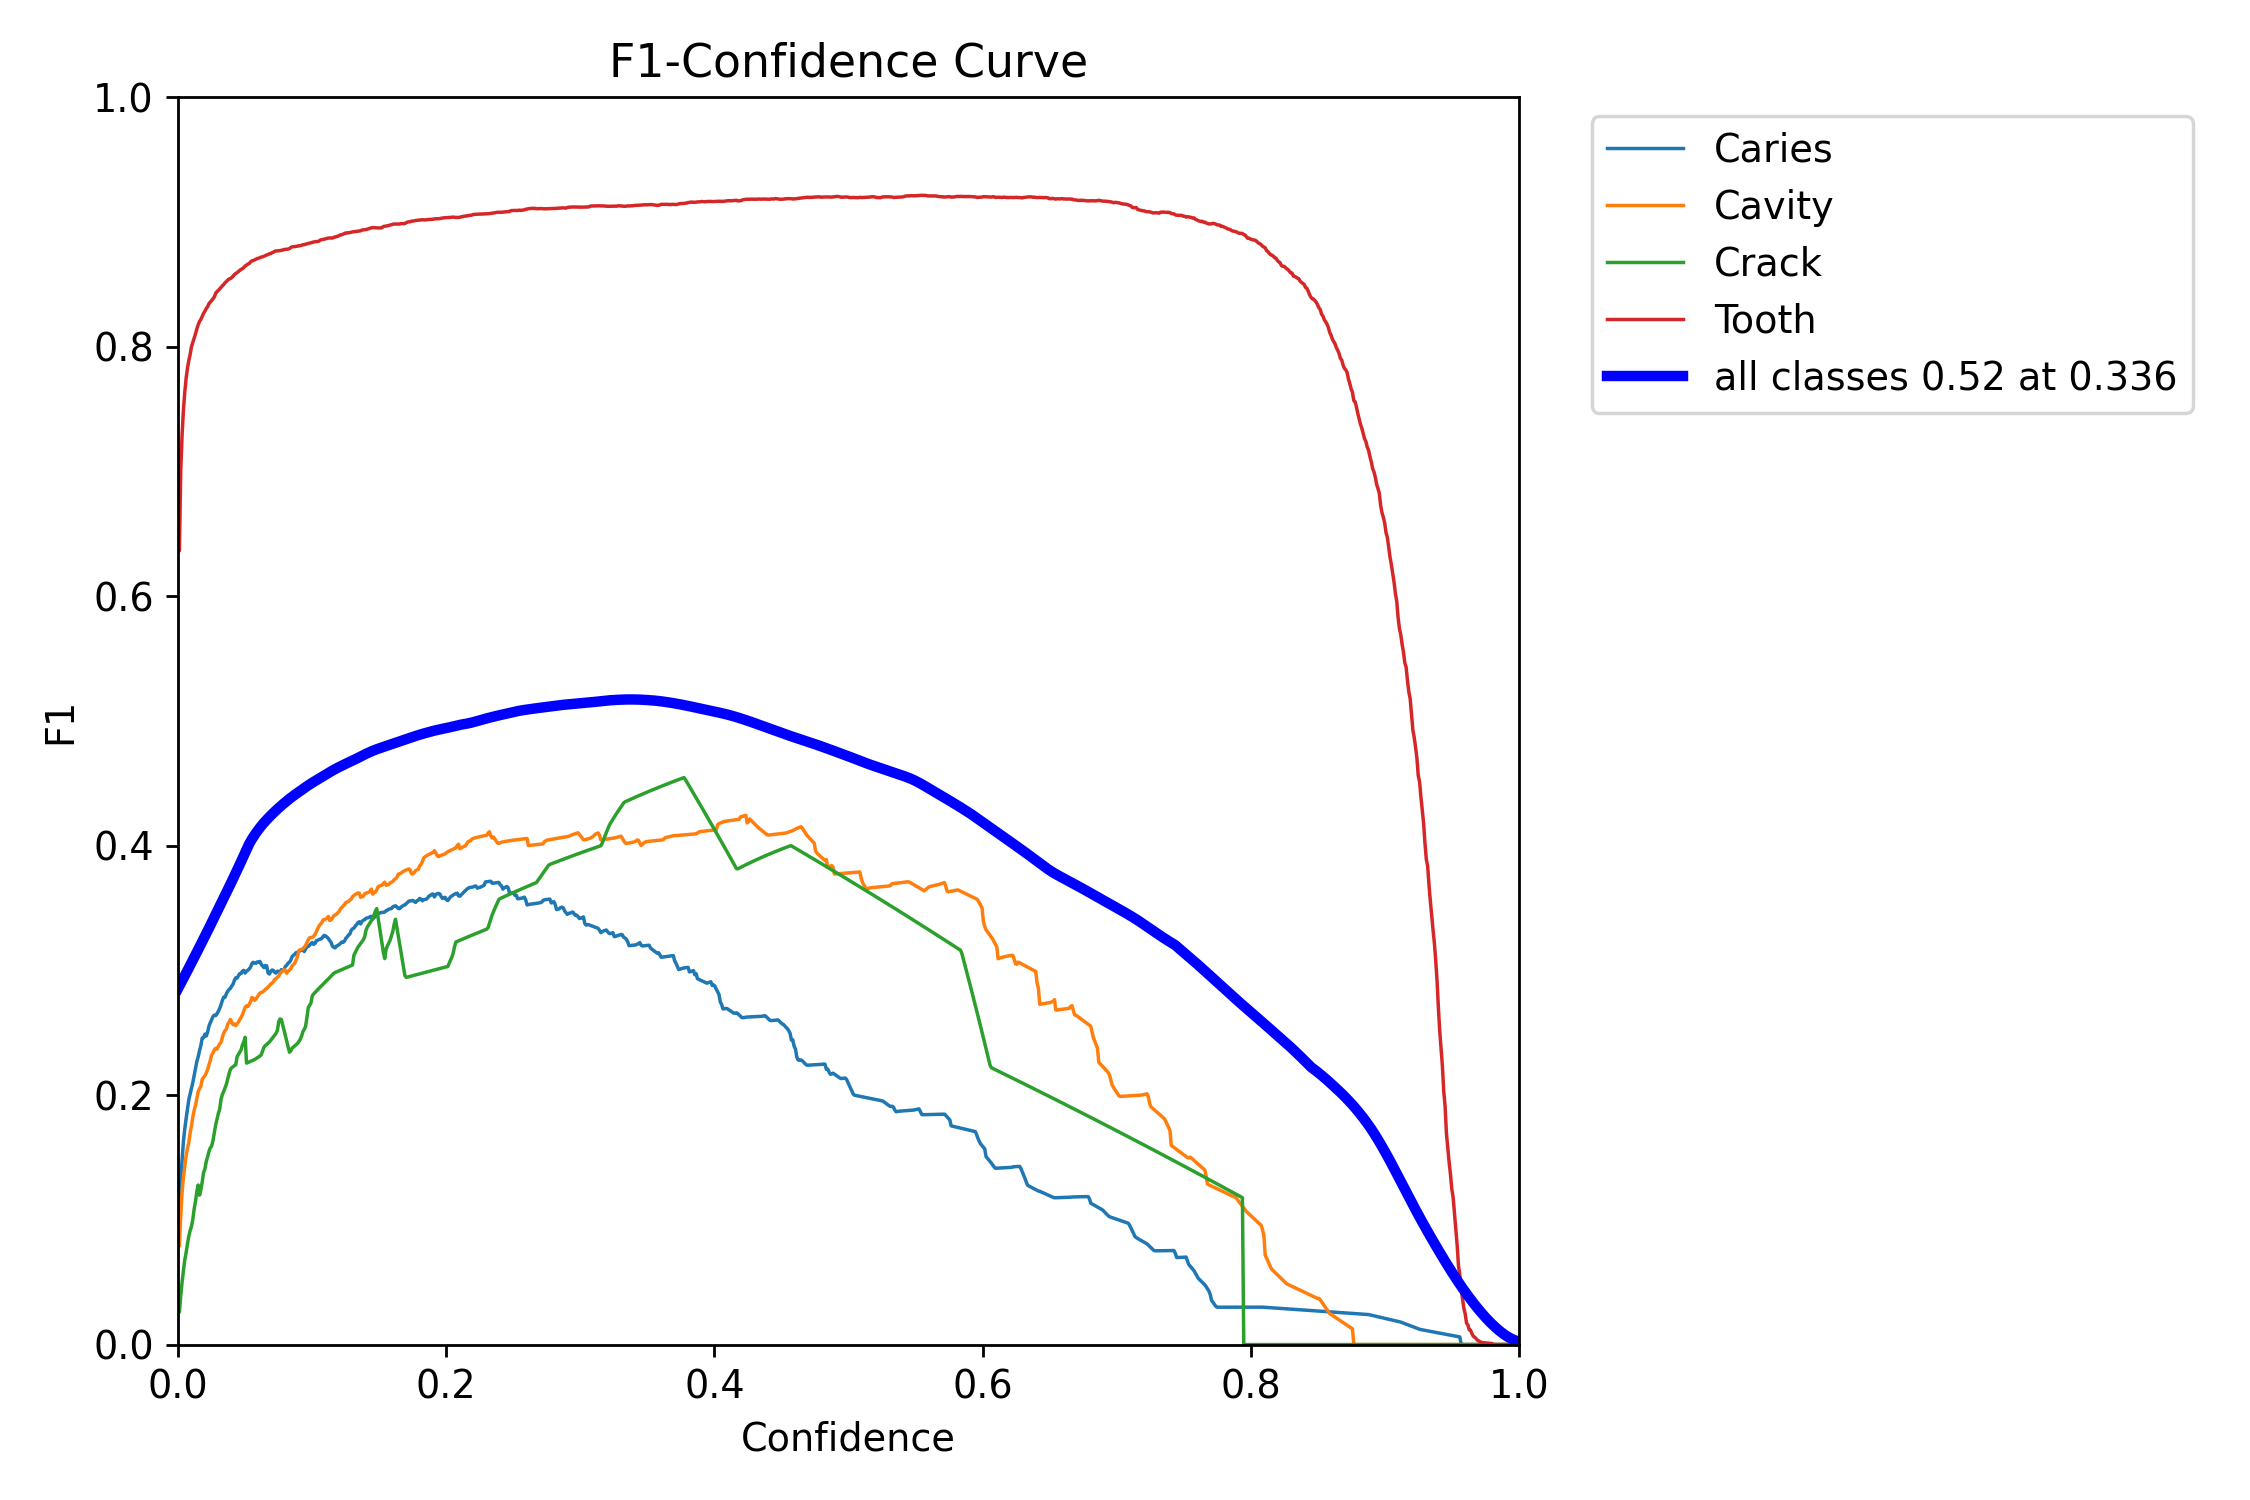 F1-Confidence Curve
1.0
0.8
0.6
0.4
0.2
0.0
F1
0.0 0.2 0.4 0.6 0.8 1.0
Confidence
Caries
Cavity
Crack
Tooth
all classes 0.52 at 0.336